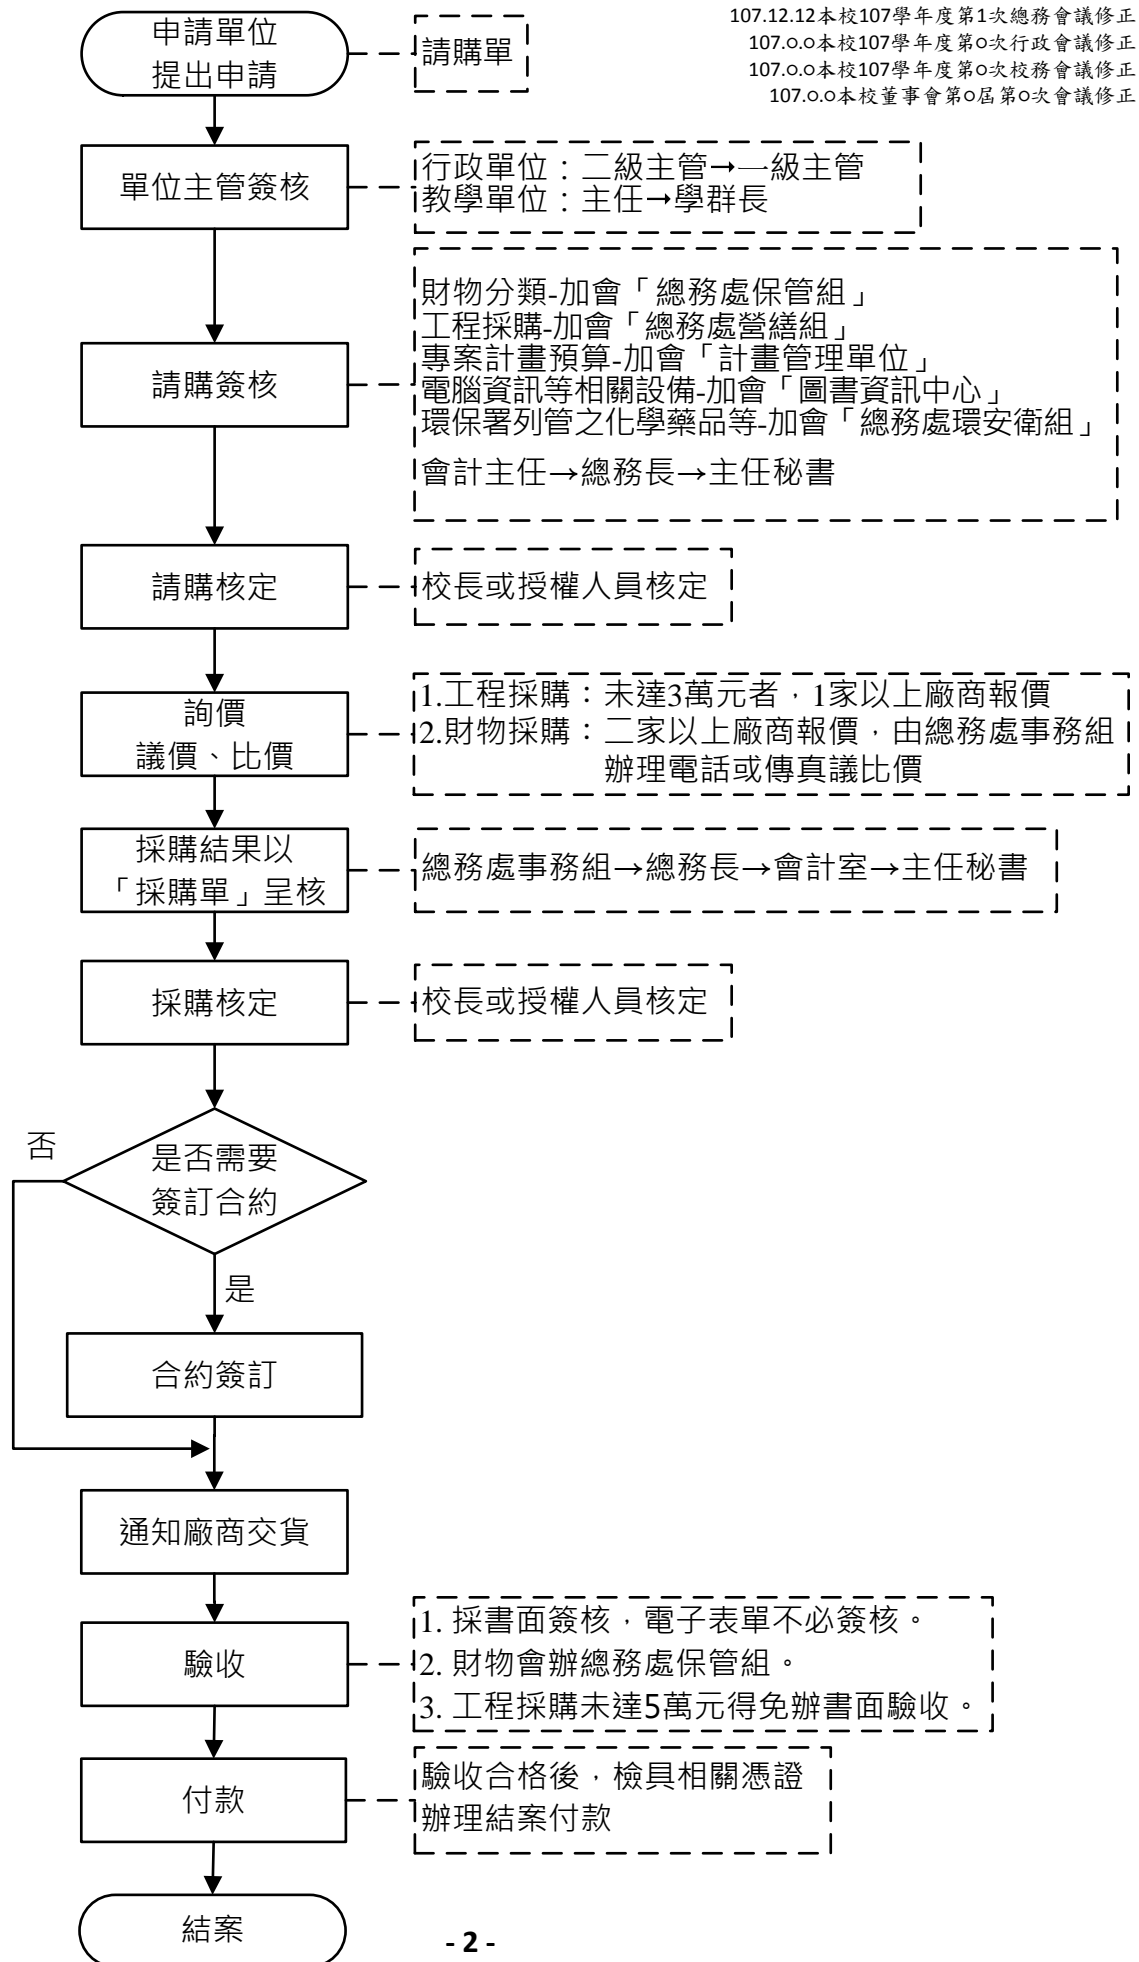 107.12.12本校107學年度第1次總務會議修正
107.o.o本校107學年度第o次行政會議修正
107.o.o本校107學年度第o次校務會議修正
107.o.o本校董事會第o屆第o次會議修正
申請單位
提出申請
請購單
單位主管簽核
行政單位：二級主管→一級主管
教學單位：主任→學群長
請購簽核
財物分類-加會「總務處保管組」
工程採購-加會「總務處營繕組」
專案計畫預算-加會「計畫管理單位」
電腦資訊等相關設備-加會「圖書資訊中心」
環保署列管之化學藥品等-加會「總務處環安衛組」
會計主任→總務長→主任秘書
請購核定
校長或授權人員核定
詢價
議價、比價
1.工程採購：未達3萬元者，1家以上廠商報價
2.財物採購：二家以上廠商報價，由總務處事務組
辦理電話或傳真議比價
採購結果以
「採購單」呈核
總務處事務組→總務長→會計室→主任秘書
採購核定
校長或授權人員核定
是否需要
簽訂合約
否
是
合約簽訂
通知廠商交貨
驗收
1. 採書面簽核，電子表單不必簽核。
2. 財物會辦總務處保管組。
3. 工程採購未達5萬元得免辦書面驗收。
付款
驗收合格後，檢具相關憑證
辦理結案付款
結案
- 2 -